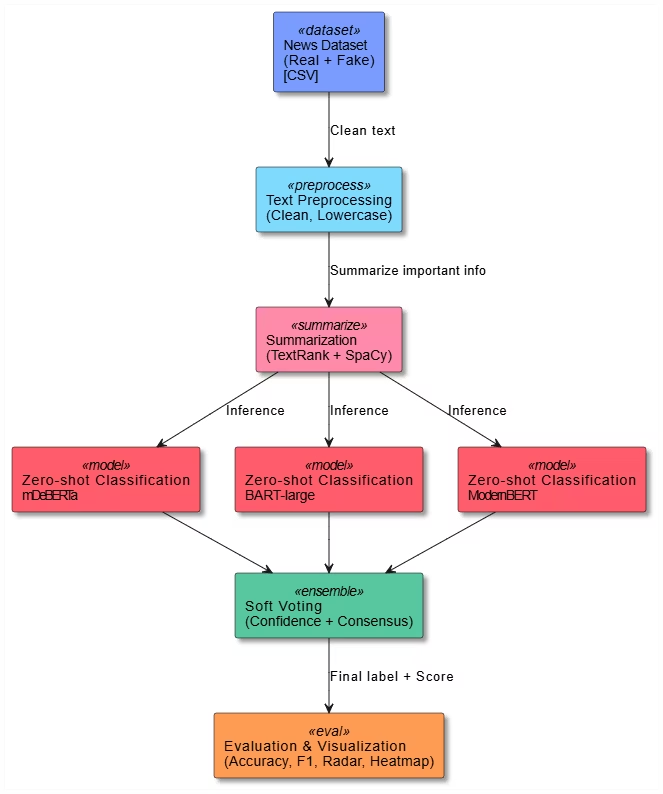 «dataset»
News Dataset
(Real + Fake)
[CSV]
Clean text
«preprocess»
Text Preprocessing
(Clean, Lowercase)
Summarize important info
«summarize»
Summarization
(TextRank + SpaCy)
Inference
Inference
Inference
«model»
Zero-shot Classification
mDeBERTa
«model»
Zero-shot Classification
BART-large
«model»
Zero-shot Classification
ModernBERT
«ensemble»
Soft Voting
(Confidence + Consensus)
Final label + Score
«eval»
Evaluation & Visualization
(Accuracy, F1, Radar, Heatmap)